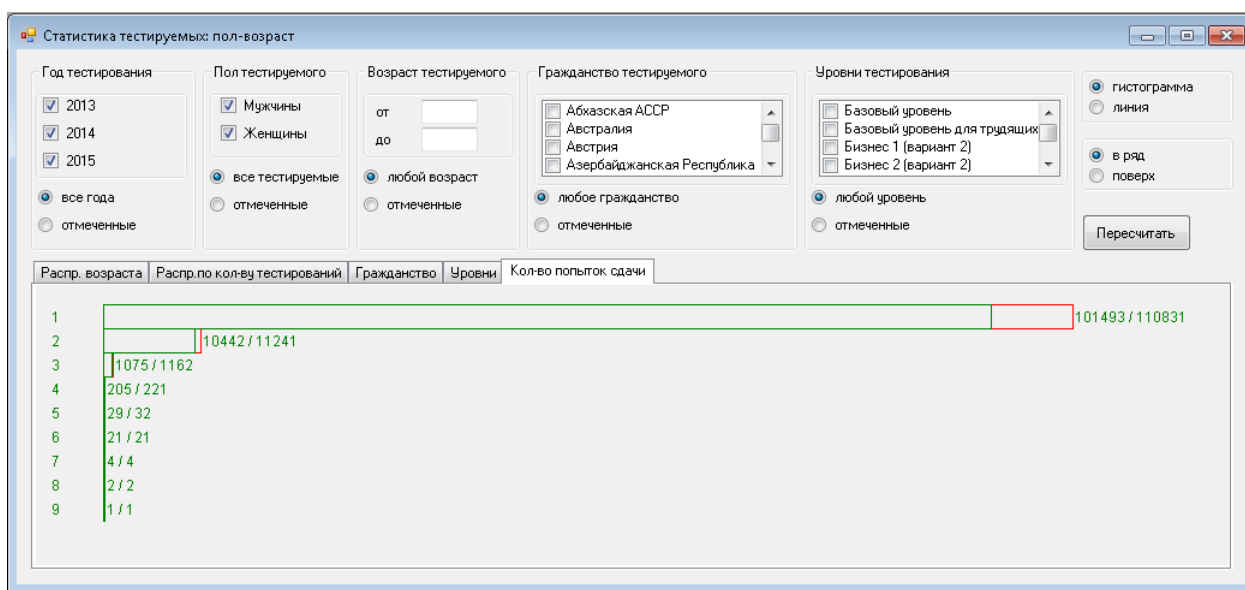 Статистика тестируемых: пол-возраст
Год тестирования
2013
2014
2015
все года
отмеченные
Пол тестируемого
Мужчины
Женщины
все тестируемые
отмеченные
Возраст тестируемого
от
до
любой возраст
отмеченные
Гражданство тестируемого
Абхазская АССР
Австралия
Австрия
Азербайджанская Республика
любое гражданство
отмеченные
Уровни тестирования
Базовый уровень
Базовый уровень для трудящих
Бизнес 1 (вариант 2)
Бизнес 2 (вариант 2)
любой уровень
отмеченные
гистограмма
линия
в ряд
поверх
Пересчитать
Распр. возраста Распр.по кол-ву тестирований Гражданство Уровни Кол-во попыток сдачи
1 101493 / 110831
2 10442 / 11241
3 1075 / 1162
4 205 / 221
5 29 / 32
6 21 / 21
7 4 / 4
8 2 / 2
9 1 / 1